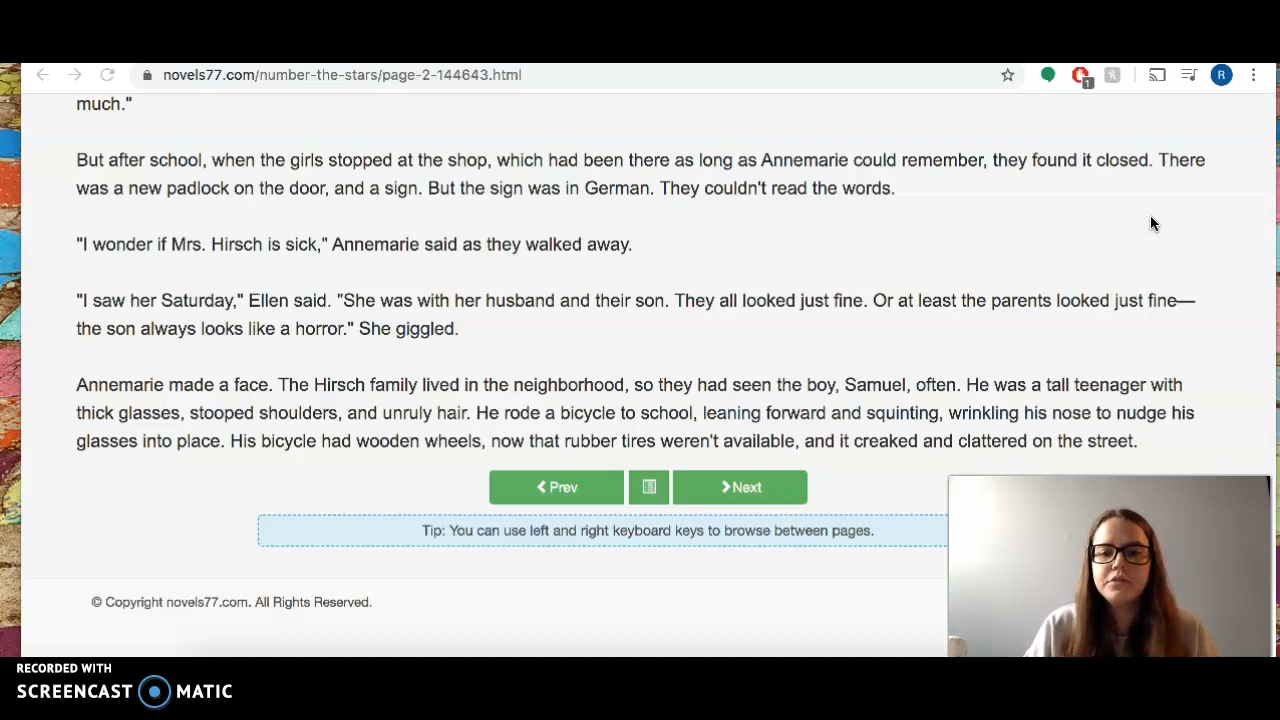 novels77.com/number-the-stars/page-2-144643.html
1
R
much."
But after school, when the girls stopped at the shop, which had been there as long as Annemarie could remember, they found it closed. There
was a new padlock on the door, and a sign. But the sign was in German. They couldn't read the words.
"I wonder if Mrs. Hirsch is sick," Annemarie said as they walked away.
"I saw her Saturday," Ellen said. "She was with her husband and their son. They all looked just fine. Or at least the parents looked just fine—
the son always looks like a horror." She giggled.
Annemarie made a face. The Hirsch family lived in the neighborhood, so they had seen the boy, Samuel, often. He was a tall teenager with
thick glasses, stooped shoulders, and unruly hair. He rode a bicycle to school, leaning forward and squinting, wrinkling his nose to nudge his
glasses into place. His bicycle had wooden wheels, now that rubber tires weren't available, and it creaked and clattered on the street.
Prev
Next
Tip: You can use left and right keyboard keys to browse between pages.
© Copyright novels77.com. All Rights Reserved.
RECORDED WITH
SCREENCAST MATIC